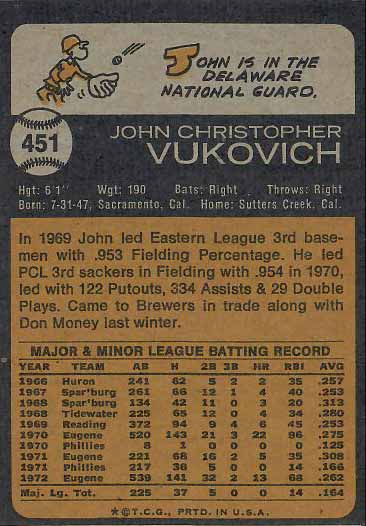 JOHN IS IN THE
DELAWARE
NATIONAL GUARD.
451
JOHN CHRISTOPHER
VUKOVICH
Hgt: 6'1" Wgt: 190 Bats: Right Throws: Right
Born: 7-31-47, Sacramento, Cal. Home: Sutters Creek, Cal.
In 1969 John led Eastern League 3rd base-
men with .953 Fielding Percentage. He led
PCL 3rd sackers in Fielding with .954 in 1970,
led with 122 Putouts, 334 Assists & 29 Double
Plays. Came to Brewers in trade along with
Don Money last winter.
MAJOR & MINOR LEAGUE BATTING RECORD
YEAR TEAM AB H 2B 3B HR RBI AVG
1966 Huron 241 62 5 2 2 35 .257
1967 Spar'burg 261 66 12 1 4 40 .253
1968 Spar'burg 134 42 11 0 3 20 .313
1968 Tidewater 225 65 12 0 4 34 .280
1969 Reading 372 94 9 4 6 45 .253
1970 Eugene 520 143 21 3 22 96 .275
1970 Phillies 8 1 0 0 0 0 .125
1971 Eugene 221 68 16 2 5 35 .308
1971 Phillies 217 36 5 0 0 14 .166
1972 Eugene 539 141 32 2 13 68 .262
Maj. Lg. Tot. 225 37 5 0 0 14 .164
*©T.C.G., PRTD. IN U.S.A.